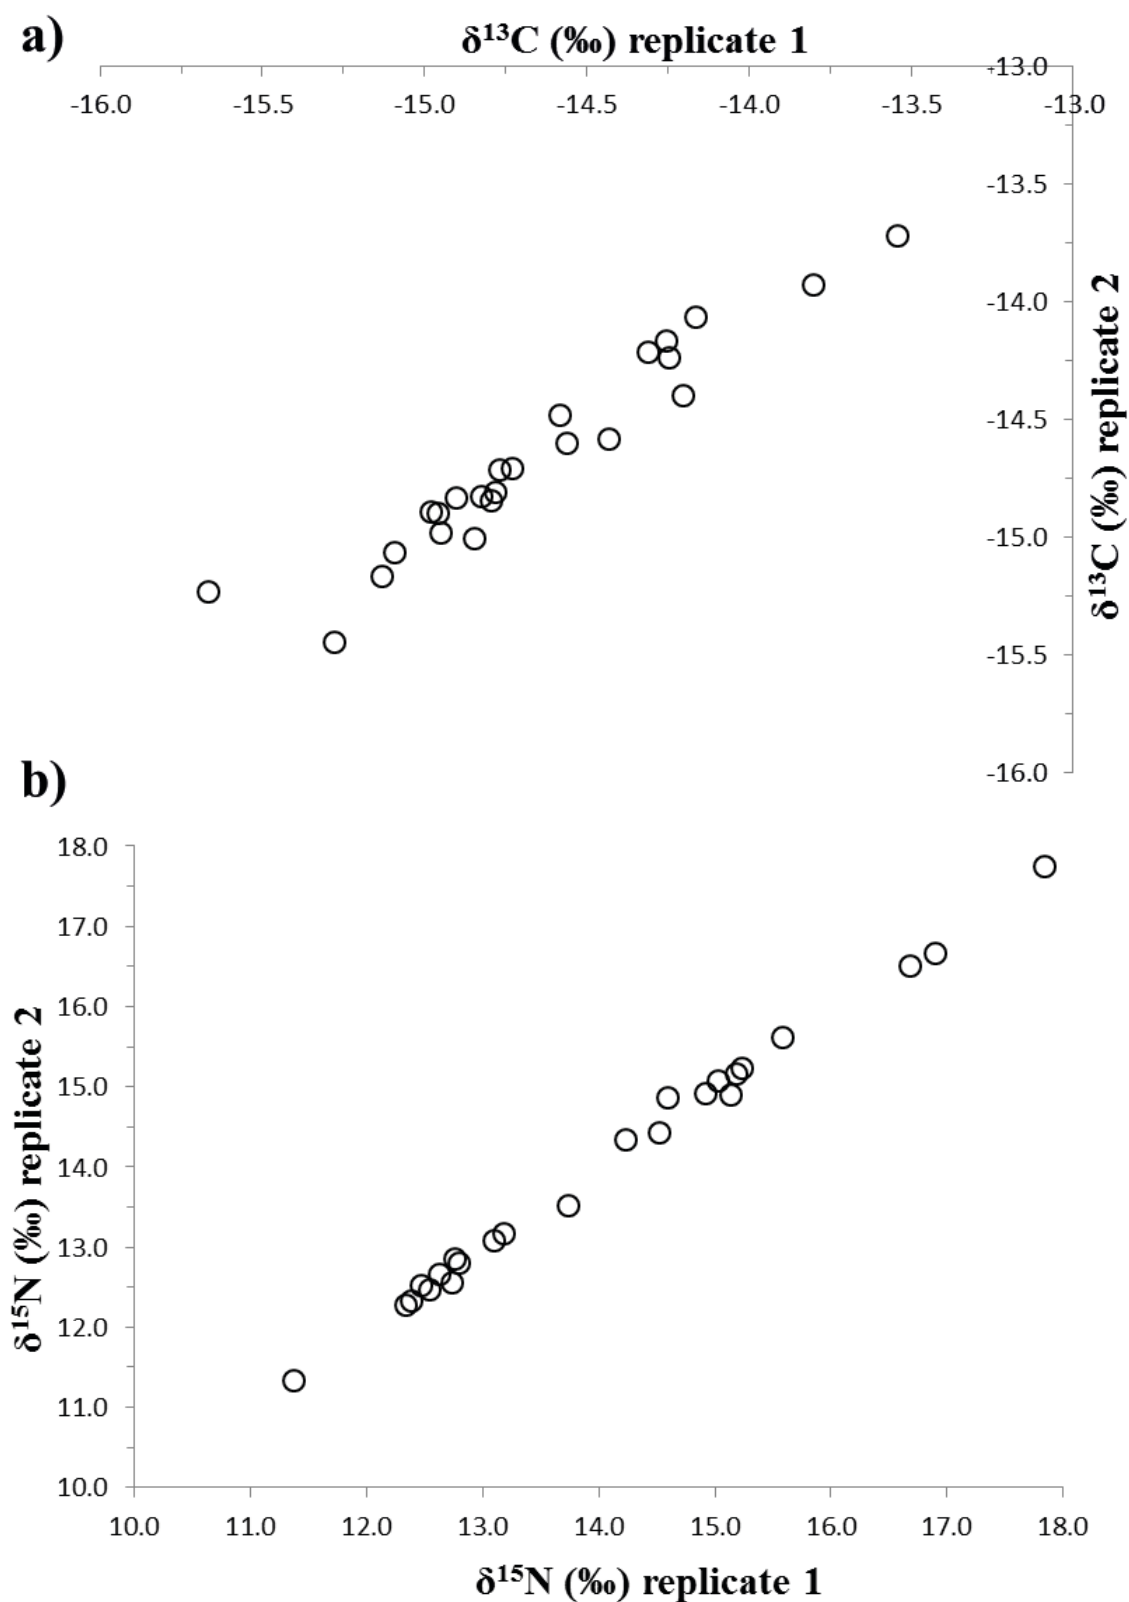 a)
δ¹³C (‰) replicate 1
-16.0 -15.5 -15.0 -14.5 -14.0 -13.5 -13.0
-13.0
-13.5
-14.0
-14.5
-15.0
-15.5
-16.0
δ¹³C (‰) replicate 2
b)
18.0
17.0
16.0
15.0
14.0
13.0
12.0
11.0
10.0
δ¹⁵N (‰) replicate 2
10.0 11.0 12.0 13.0 14.0 15.0 16.0 17.0 18.0
δ¹⁵N (‰) replicate 1